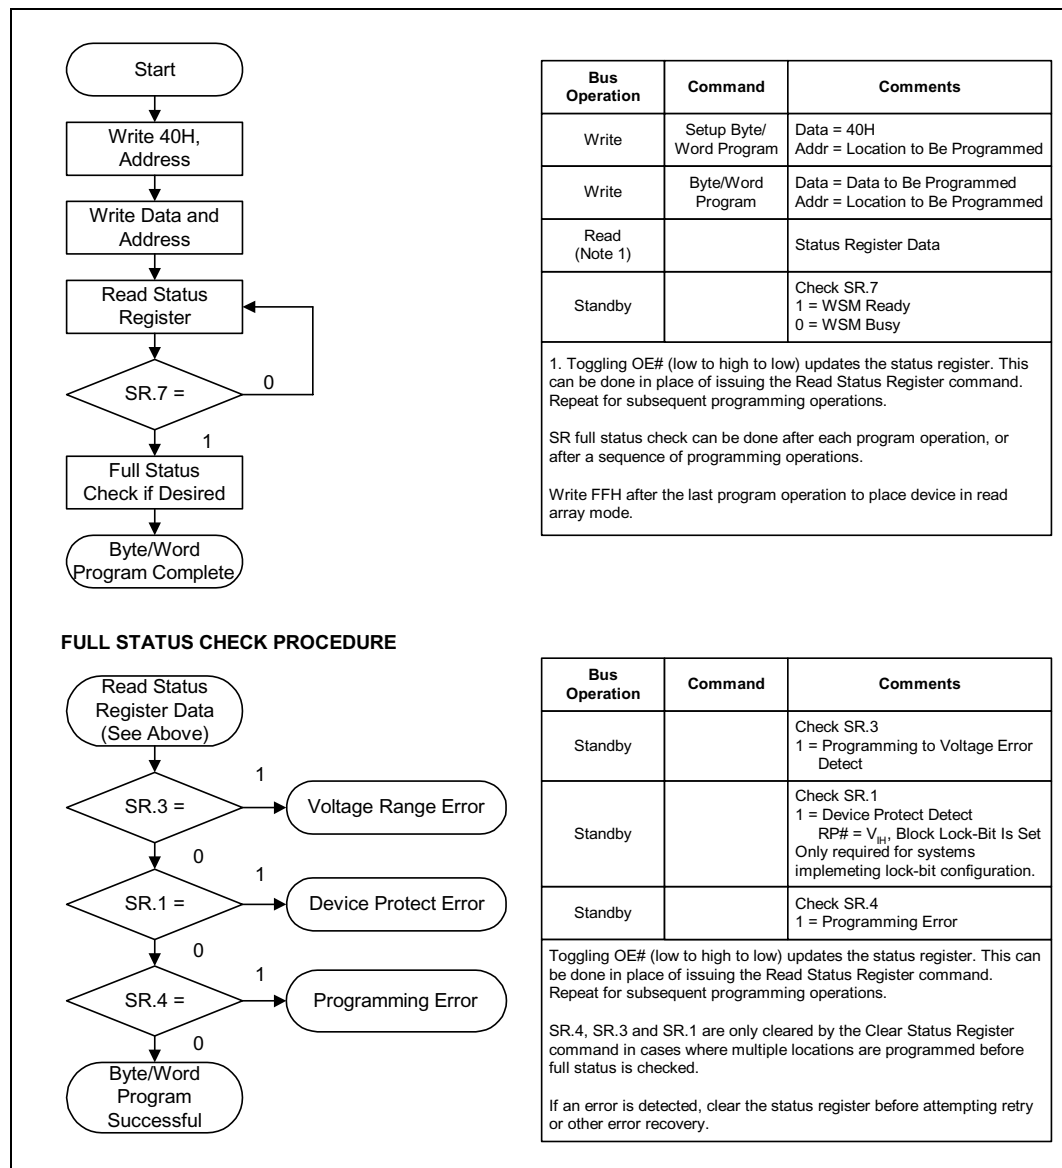 Start
Write 40H,
Address
Write Data and
Address
Read Status
Register
SR.7 =
0
1
Full Status
Check if Desired
Byte/Word
Program Complete
Bus
Operation
Command
Comments
Write
Setup Byte/
Word Program
Data = 40H
Addr = Location to Be Programmed
Write
Byte/Word
Program
Data = Data to Be Programmed
Addr = Location to Be Programmed
Read
(Note 1)
Status Register Data
Standby
Check SR.7
1 = WSM Ready
0 = WSM Busy
1. Toggling OE# (low to high to low) updates the status register. This
can be done in place of issuing the Read Status Register command.
Repeat for subsequent programming operations.
SR full status check can be done after each program operation, or
after a sequence of programming operations.
Write FFH after the last program operation to place device in read
array mode.
FULL STATUS CHECK PROCEDURE
Read Status
Register Data
(See Above)
SR.3 =
1
Voltage Range Error
0
SR.1 =
1
Device Protect Error
0
SR.4 =
1
Programming Error
0
Byte/Word
Program
Successful
Bus
Operation
Command
Comments
Standby
Check SR.3
1 = Programming to Voltage Error
Detect
Standby
Check SR.1
1 = Device Protect Detect
RP# = VIH, Block Lock-Bit Is Set
Only required for systems
implemeting lock-bit configuration.
Standby
Check SR.4
1 = Programming Error
Toggling OE# (low to high to low) updates the status register. This can
be done in place of issuing the Read Status Register command.
Repeat for subsequent programming operations.
SR.4, SR.3 and SR.1 are only cleared by the Clear Status Register
command in cases where multiple locations are programmed before
full status is checked.
If an error is detected, clear the status register before attempting retry
or other error recovery.